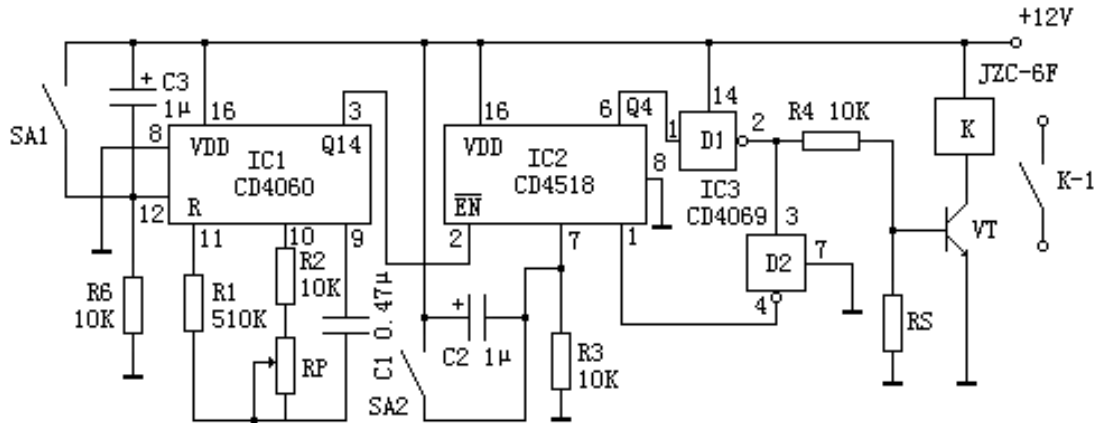 +12V
JZC-6F
C3
+
1μ
SA1
8
16
VDD
3
Q14
IC1
CD4060
12
R
11
10
9
R6
10K
R1
510K
R2
10K
RP
C1 0.47μ
SA2
16
VDD
6
Q4
IC2
CD4518
8
EN
2
7
1
+
C2
1μ
R3
10K
1
14
D1
2
IC3
CD4069
3
D2
7
4
R4 10K
RS
VT
K
K-1